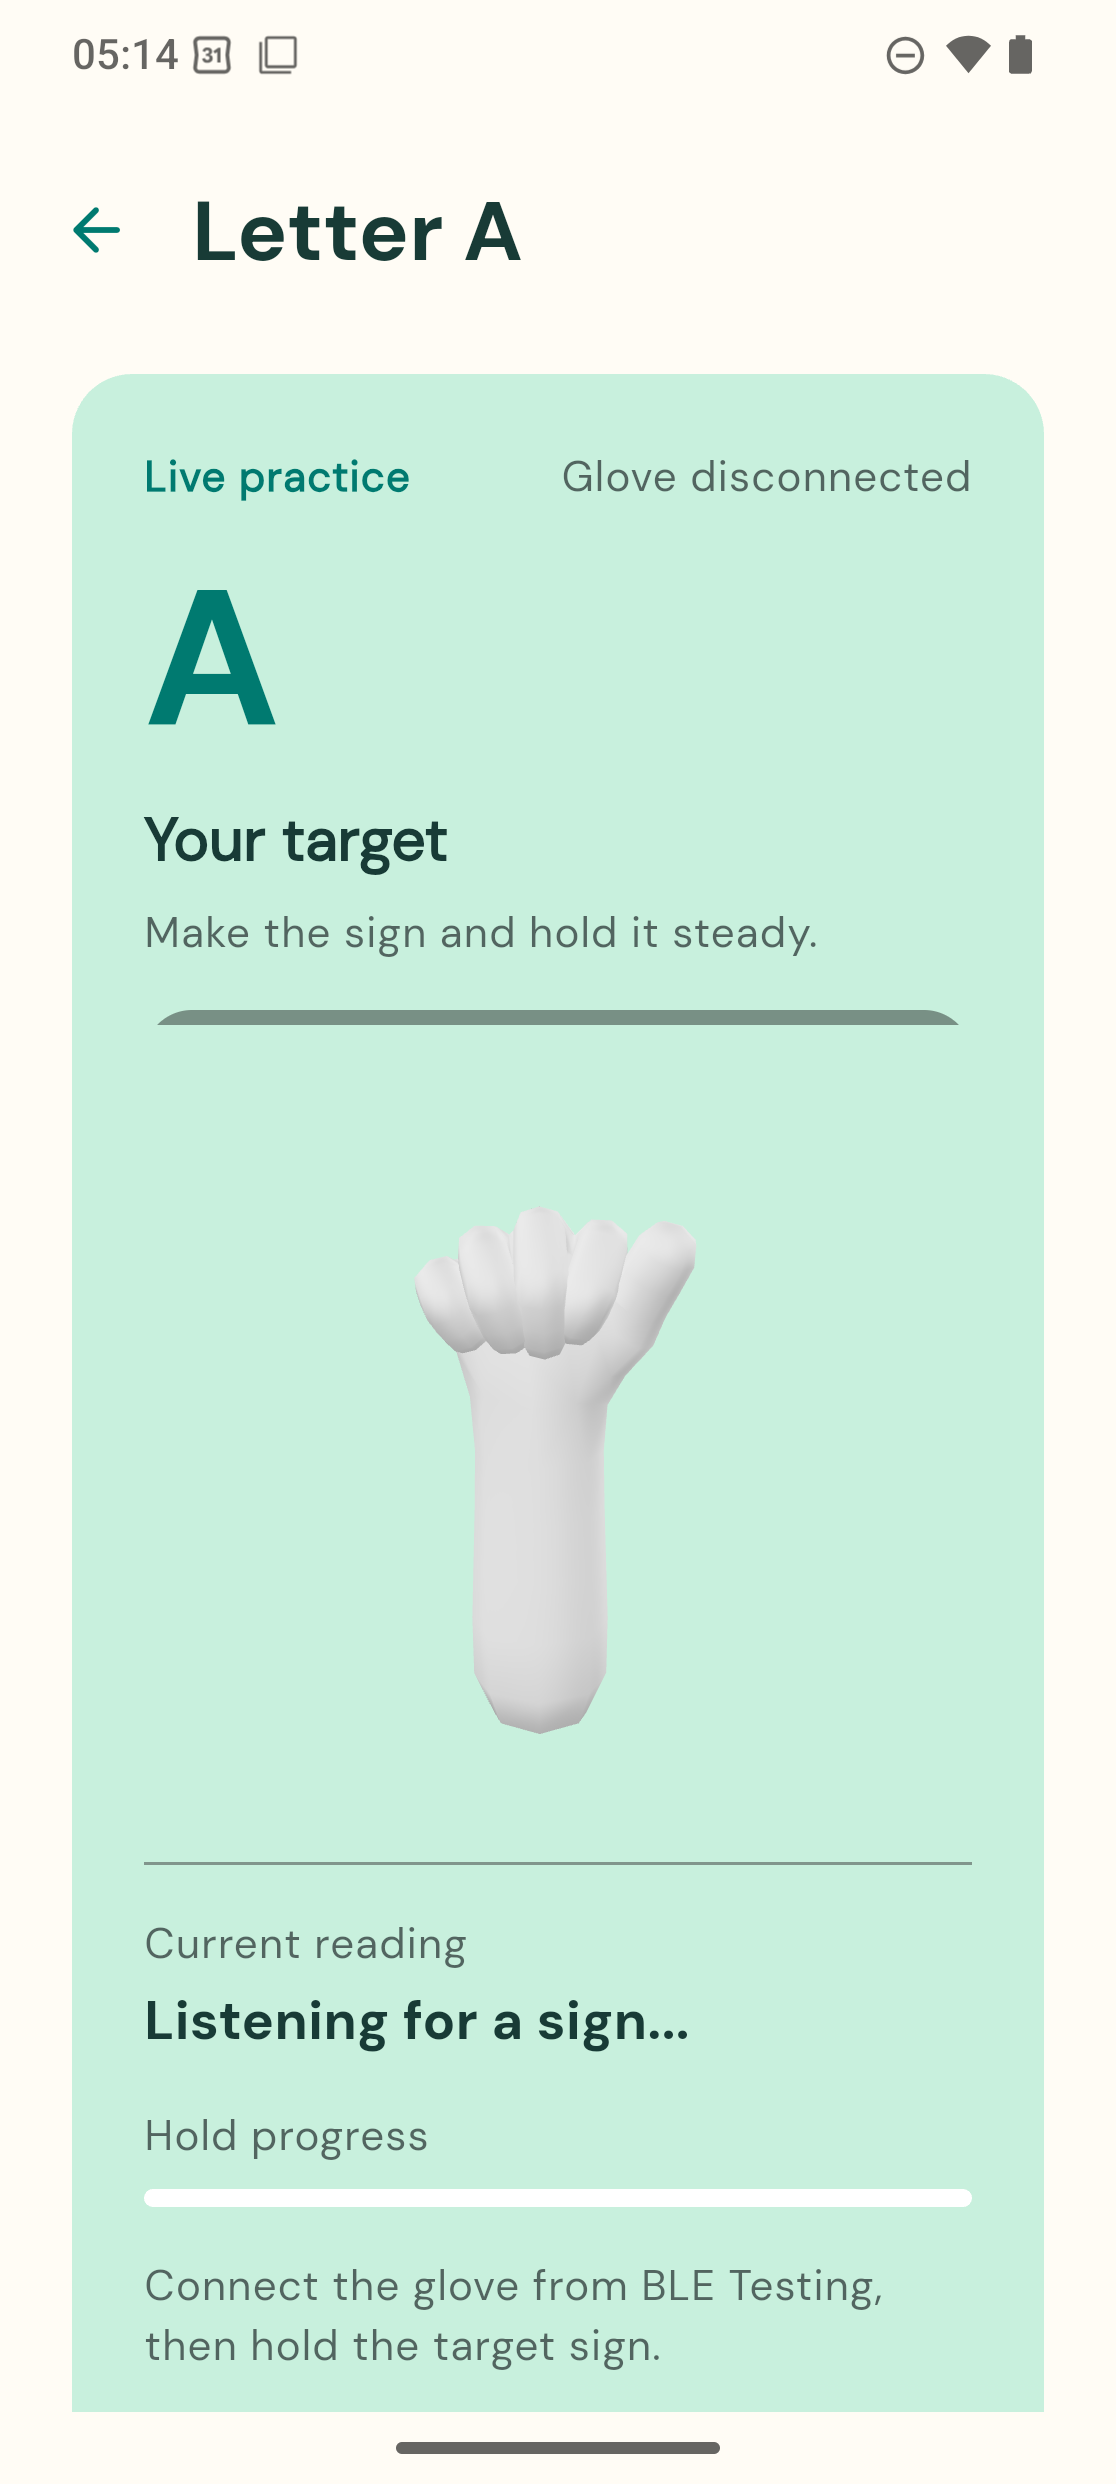 05:14 31
Letter A
Live practice Glove disconnected
A
Your target
Make the sign and hold it steady.
Current reading
Listening for a sign...
Hold progress
Connect the glove from BLE Testing,
then hold the target sign.